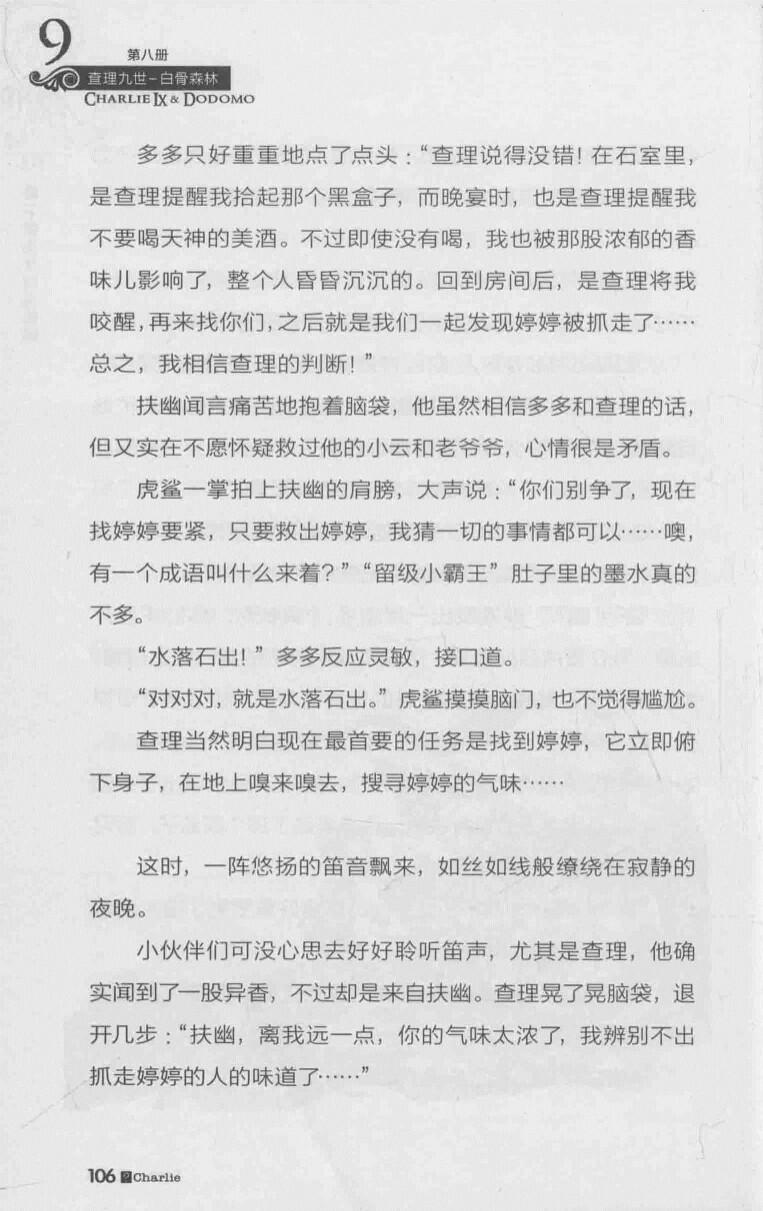 9
第八册
查理九世-白骨森林
CHARLIE IX & DODOMO
多多只好重重地点了点头：“查理说得没错！在石室里，
是查理提醒我拾起那个黑盒子，而晚宴时，也是查理提醒我
不要喝天神的美酒。不过即使没有喝，我也被那股浓郁的香
味儿影响了，整个人昏昏沉沉的。回到房间后，是查理将我
咬醒，再来找你们，之后就是我们一起发现婷婷被抓走了……
总之，我相信查理的判断！”
扶幽闻言痛苦地抱着脑袋，他虽然相信多多和查理的话，
但又实在不愿怀疑救过他的小云和老爷爷，心情很是矛盾。
虎鲨一掌拍上扶幽的肩膀，大声说：“你们别争了，现在
找婷婷要紧，只要救出婷婷，我猜一切的事情都可以……噢，
有一个成语叫什么来着？”“留级小霸王”肚子里的墨水真的
不多。
“水落石出！”多多反应灵敏，接口道。
“对对对，就是水落石出。”虎鲨摸摸脑门，也不觉得尴尬。
查理当然明白现在最首要的任务是找到婷婷，它立即俯
下身子，在地上嗅来嗅去，搜寻婷婷的气味……
这时，一阵悠扬的笛音飘来，如丝如线般缭绕在寂静的
夜晚。
小伙伴们可没心思去好好聆听笛声，尤其是查理，他确
实闻到了一股异香，不过却是来自扶幽。查理晃了晃脑袋，退
开几步：“扶幽，离我远一点，你的气味太浓了，我辨别不出
抓走婷婷的人的味道了……”
106 Charlie